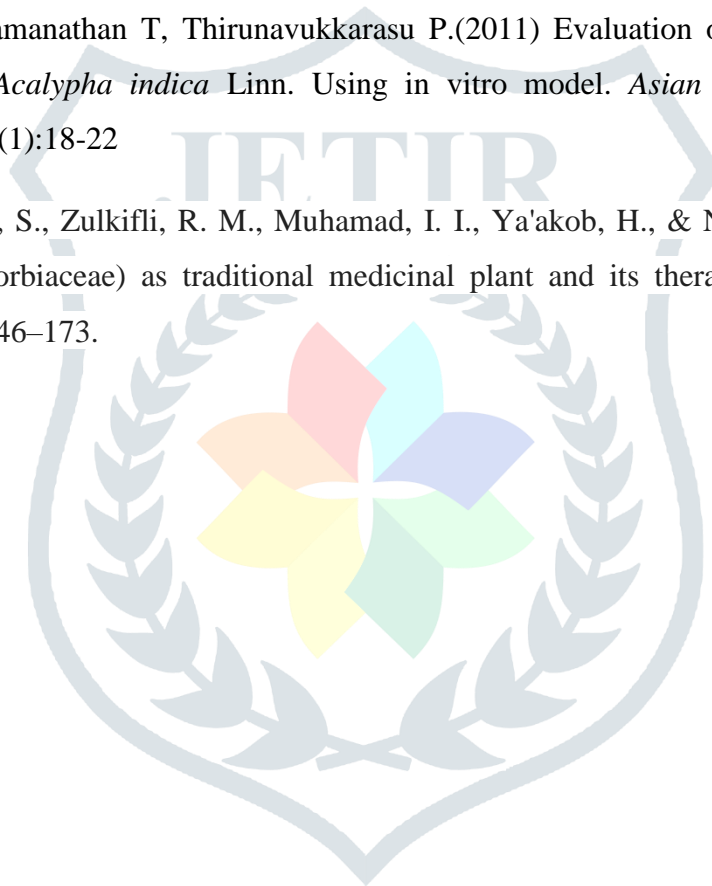 amanathan T, Thirunavukkarasu P.(2011) Evaluation o
Acalypha indica Linn. Using in vitro model. Asian
(1):18-22
JETIR
, S., Zulkifli, R. M., Muhamad, I. I., Ya'akob, H., & N
orbiaceae) as traditional medicinal plant and its thera
46–173.